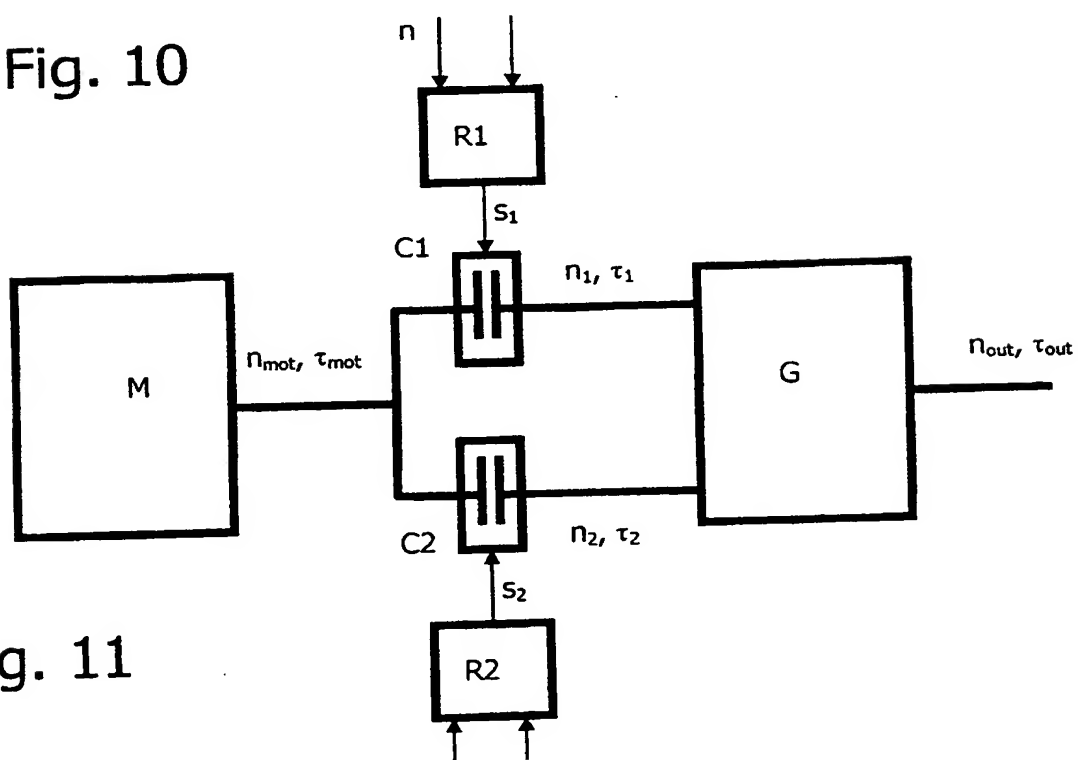 Fig. 10
n
R1
s₁
C1
n₁, τ₁
M
nmot, τmot
G
nout, τout
C2
n₂, τ₂
s₂
R2
g. 11